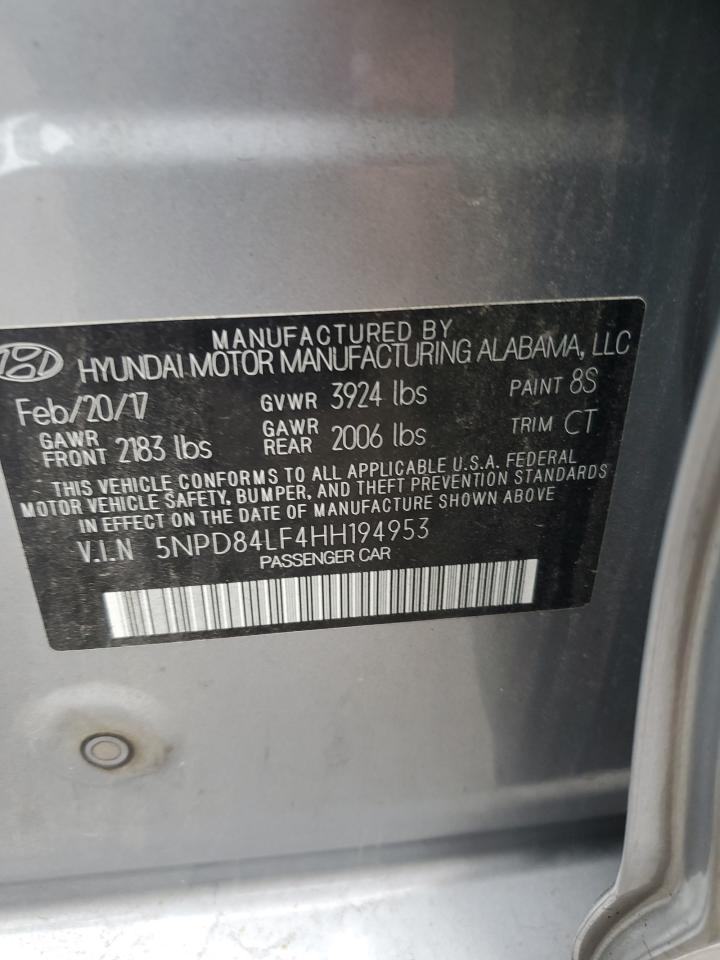 MANUFACTURED BY
HYUNDAI MOTOR MANUFACTURING ALABAMA, LLC
Feb/20/17 GVWR 3924 lbs PAINT 8S
GAWR FRONT 2183 lbs GAWR REAR 2006 lbs TRIM CT
THIS VEHICLE CONFORMS TO ALL APPLICABLE U.S.A. FEDERAL
MOTOR VEHICLE SAFETY, BUMPER, AND THEFT PREVENTION STANDARDS
IN EFFECT ON THE DATE OF MANUFACTURE SHOWN ABOVE
V.I.N 5NPD84LF4HH194953
PASSENGER CAR